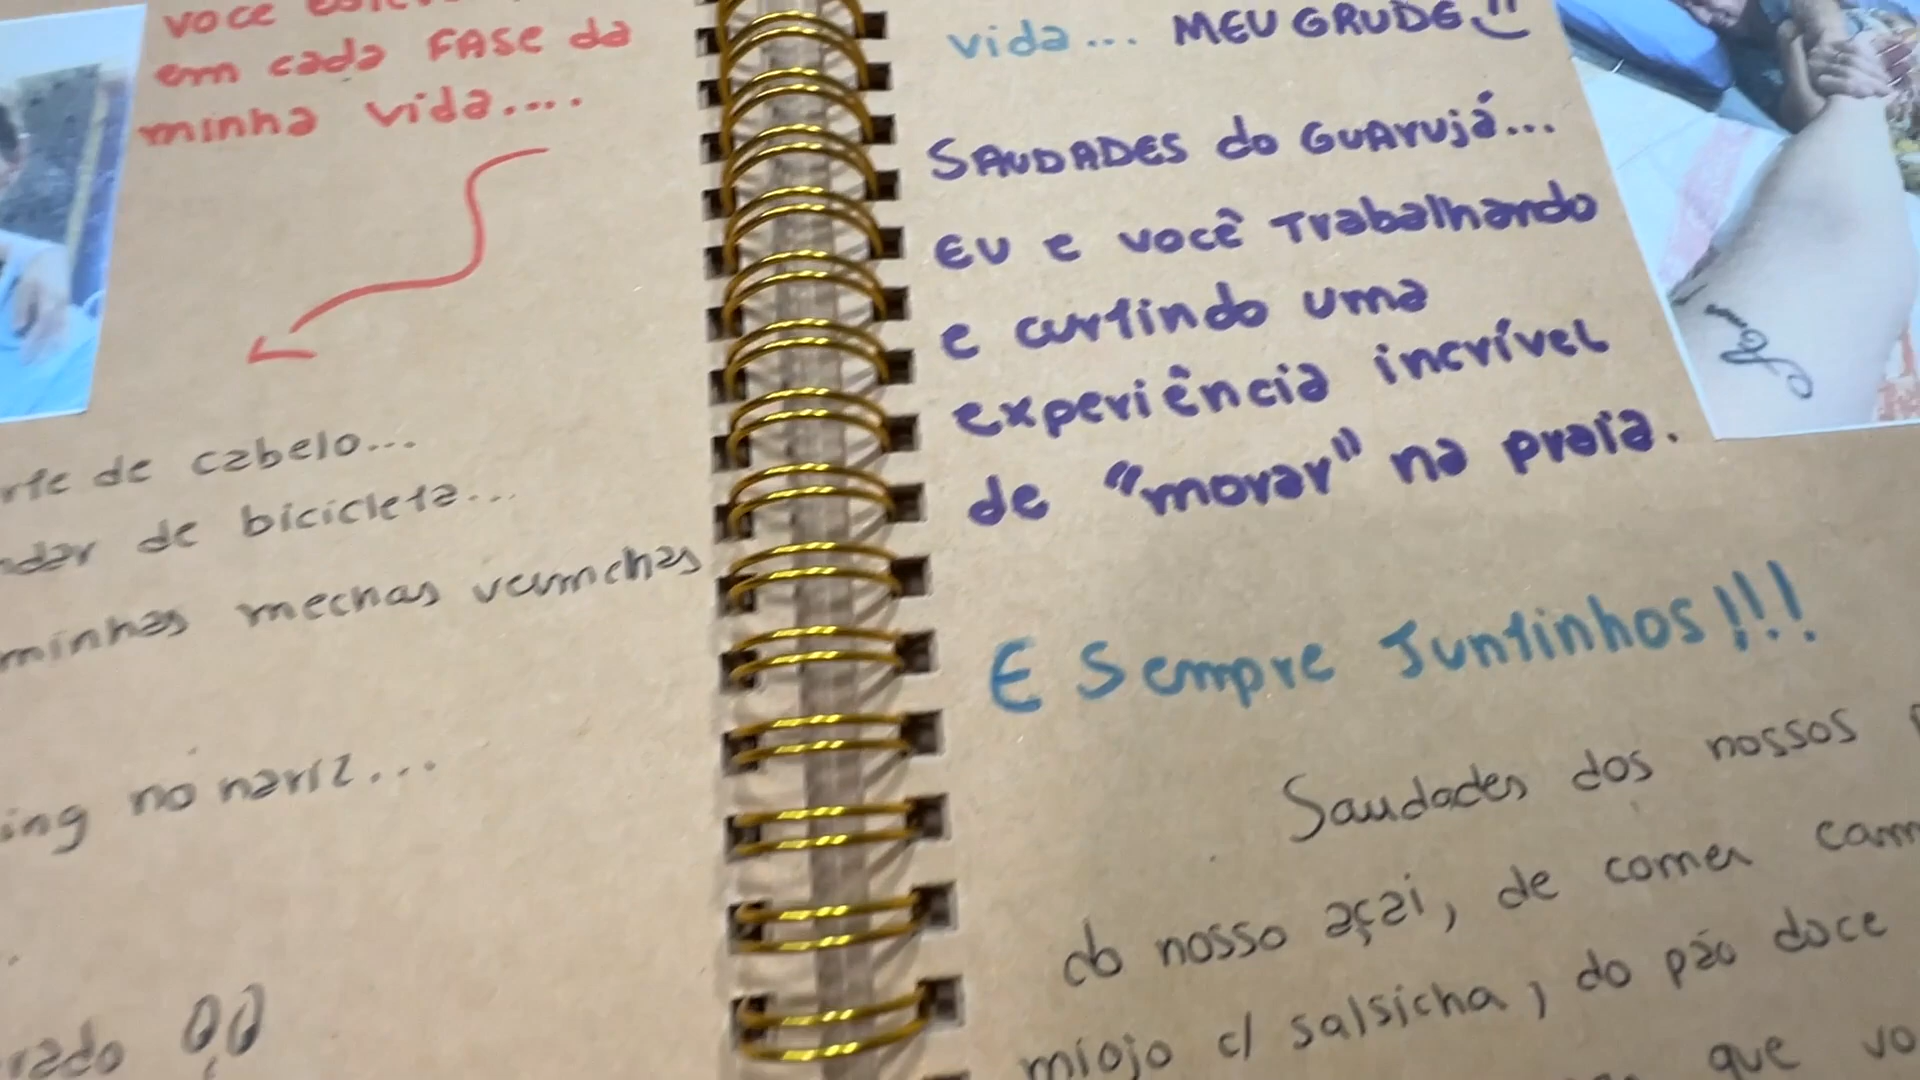 você
em cada FASE da
minha vida....
de cabelo...
de bicicleta...
minhas mechas vermelhas
no nariz...
vida... MEU GRUDE
SAUDADES do GUARUJÁ...
EU e você Trabalhando
e curtindo uma
experiência incrível
de "morar" na praia.
E Sempre Juntinhos!!!
Saudades dos nossos
do nosso açaí, de comer
miojo c/ salsicha, do pão doce
que